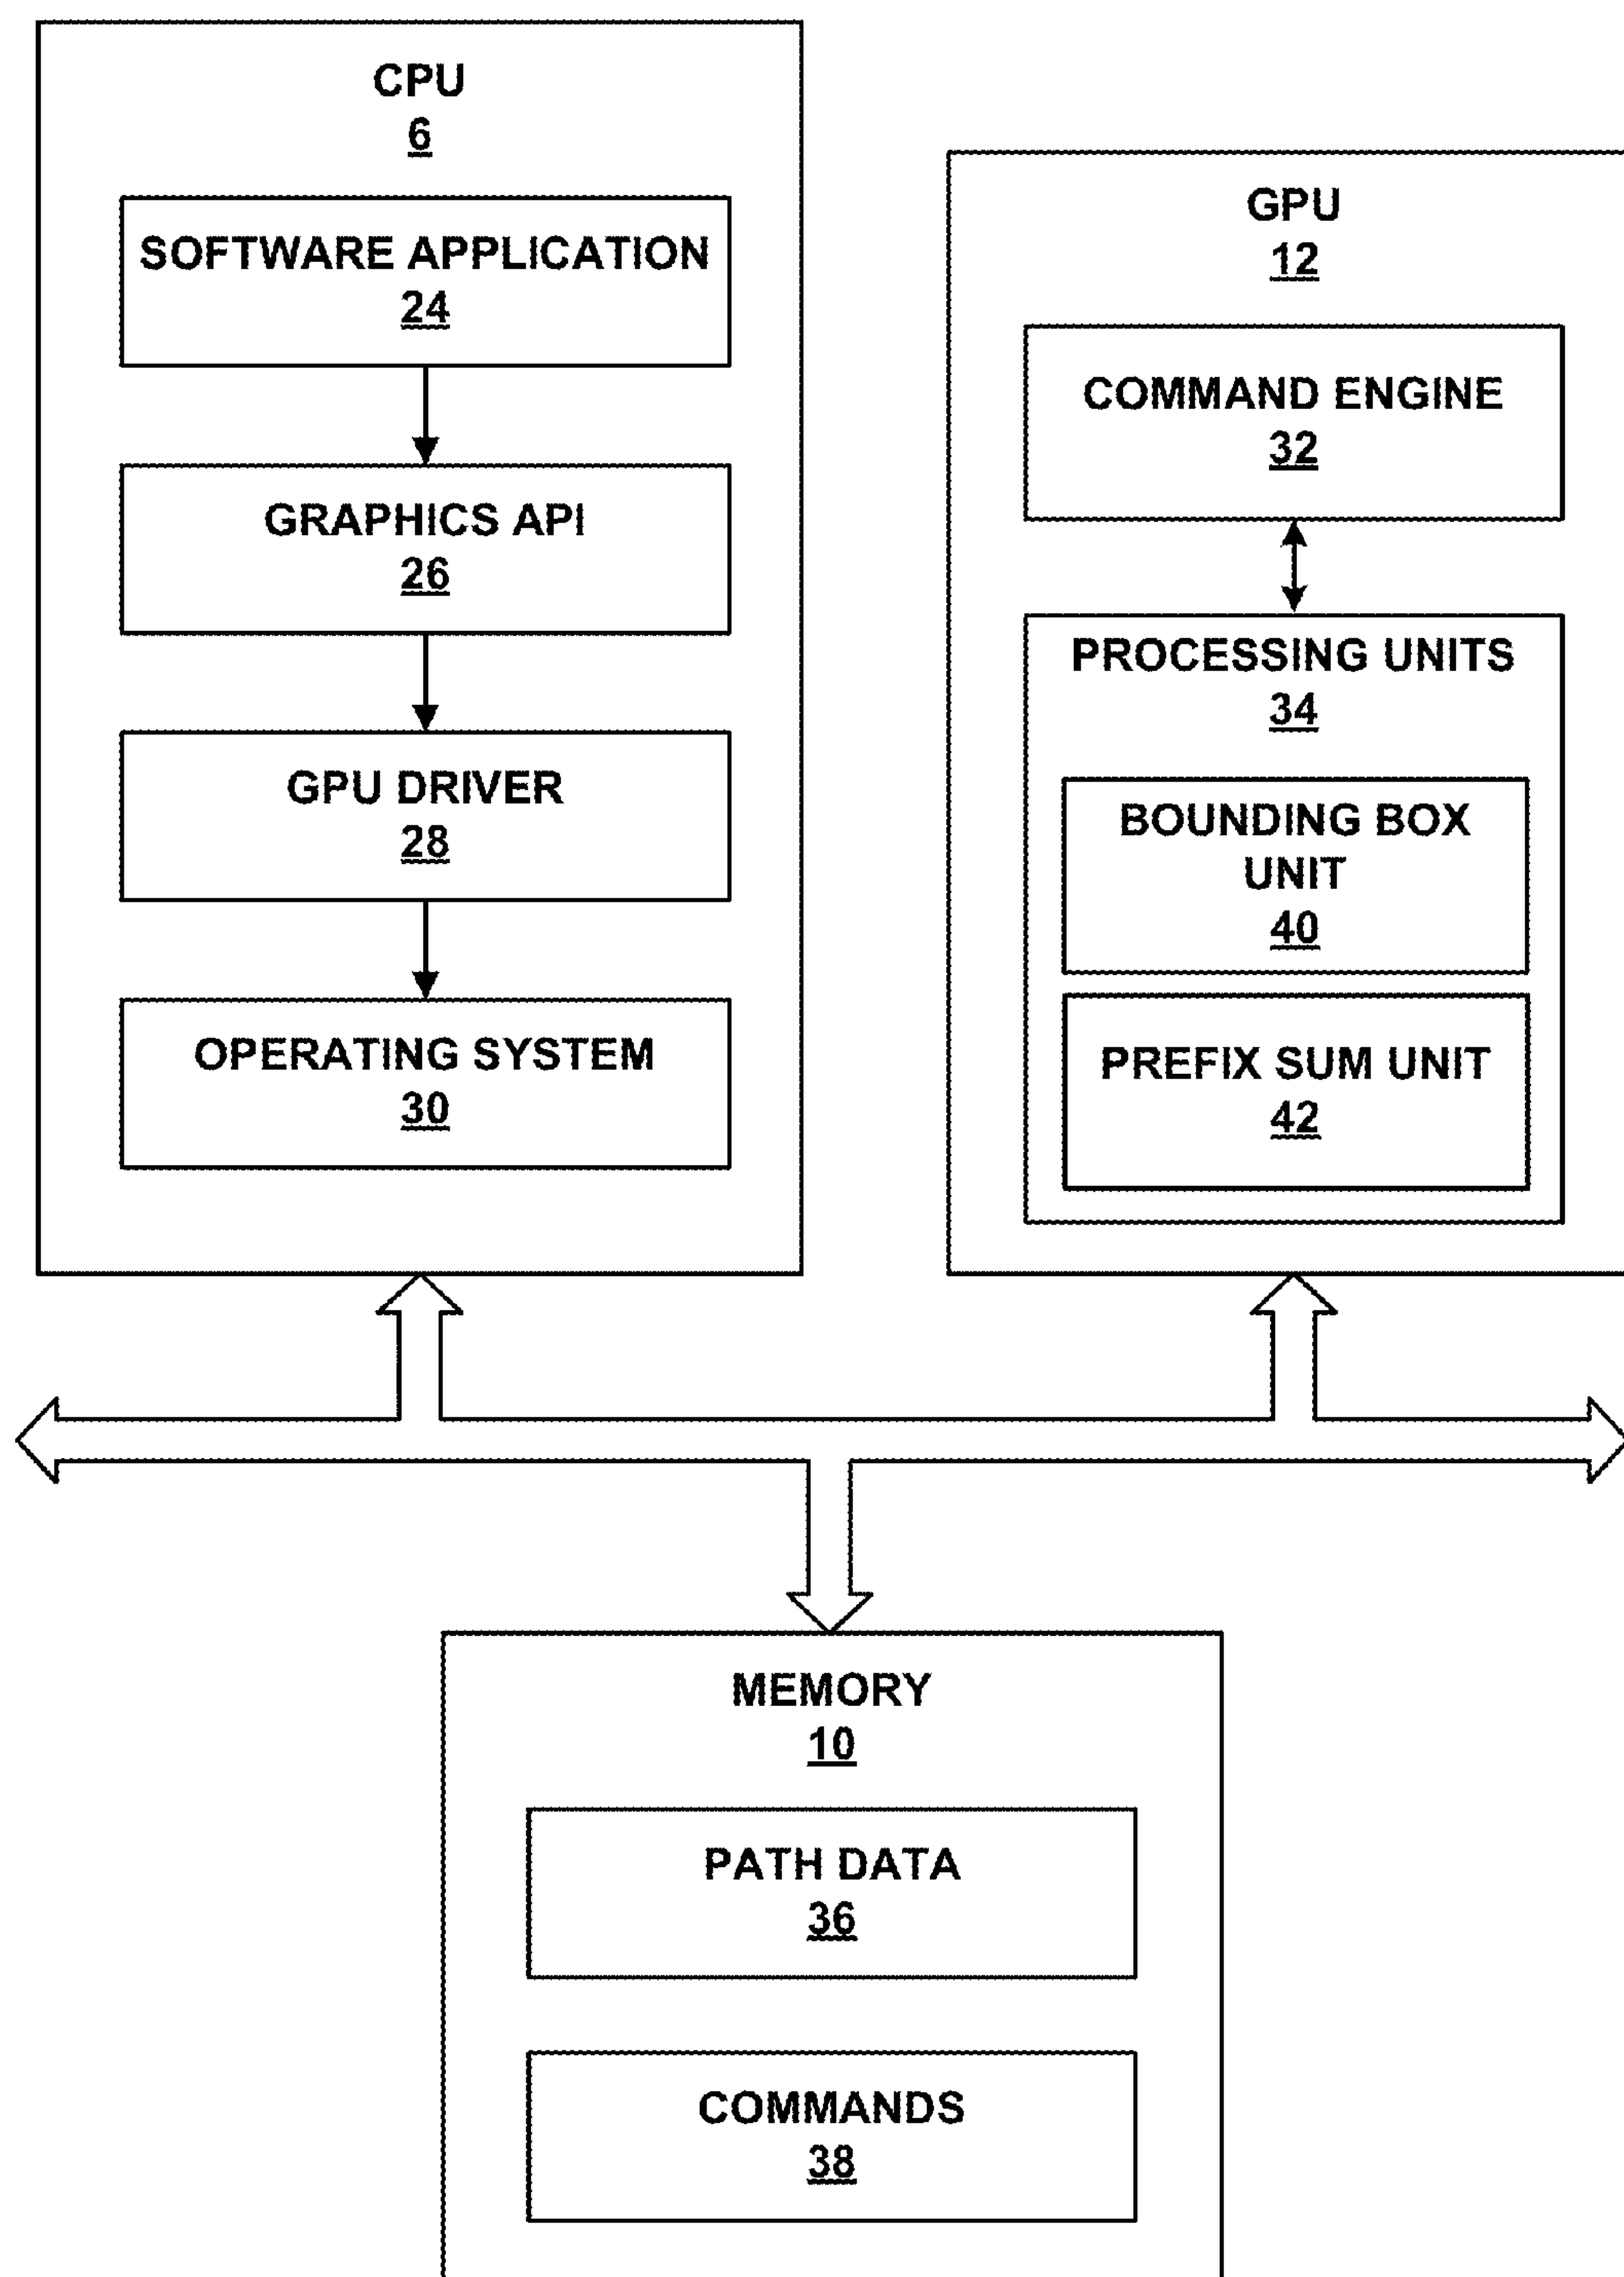 CPU
6
SOFTWARE APPLICATION
24
GRAPHICS API
26
GPU DRIVER
28
OPERATING SYSTEM
30
GPU
12
COMMAND ENGINE
32
PROCESSING UNITS
34
BOUNDING BOX
UNIT
40
PREFIX SUM UNIT
42
MEMORY
10
PATH DATA
36
COMMANDS
38